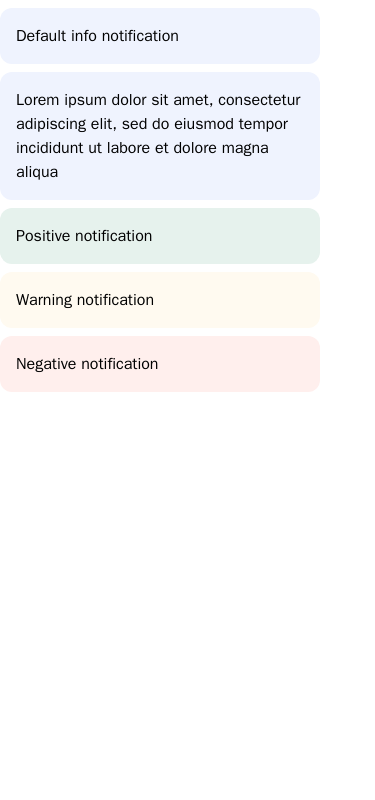 Default info notification
Lorem ipsum dolor sit amet, consectetur
adipiscing elit, sed do eiusmod tempor
incididunt ut labore et dolore magna
aliqua
Positive notification
Warning notification
Negative notification